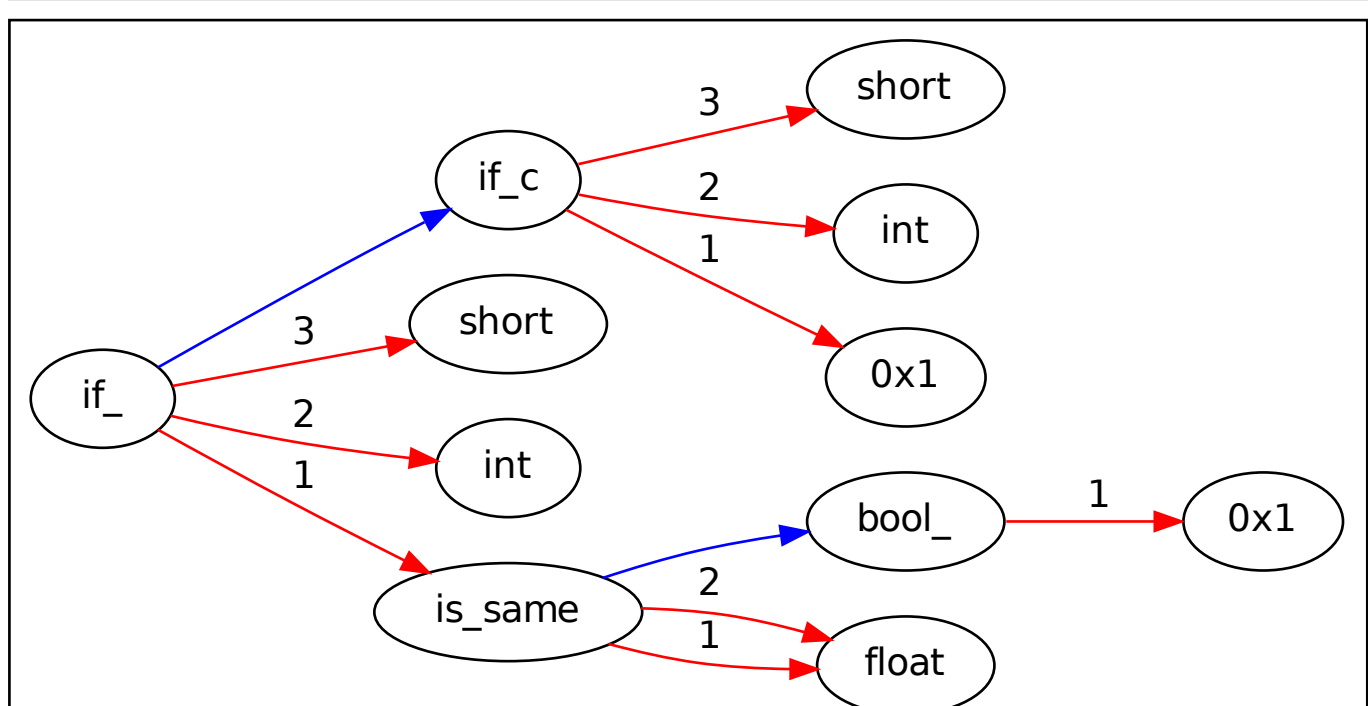 short
3
if_c
2
int
1
short
3
0x1
if_
2
int
1
bool_
1
0x1
2
is_same
1
float